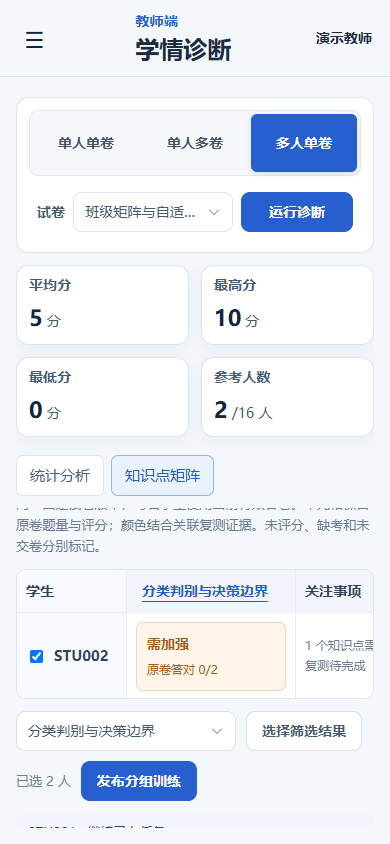 教师端
学情诊断
演示教师
单人单卷
单人多卷
多人单卷
试卷
班级矩阵与自适...
运行诊断
平均分
5 分
最高分
10 分
最低分
0 分
参考人数
2 /16 人
统计分析
知识点矩阵
原卷题量与评分；颜色结合关联复测证据。未评分、缺考和未
交卷分别标记。
学生
分类判别与决策边界
关注事项
STU002
需加强
原卷答对 0/2
1 个知识点需
复测待完成
分类判别与决策边界
选择筛选结果
已选 2 人
发布分组训练